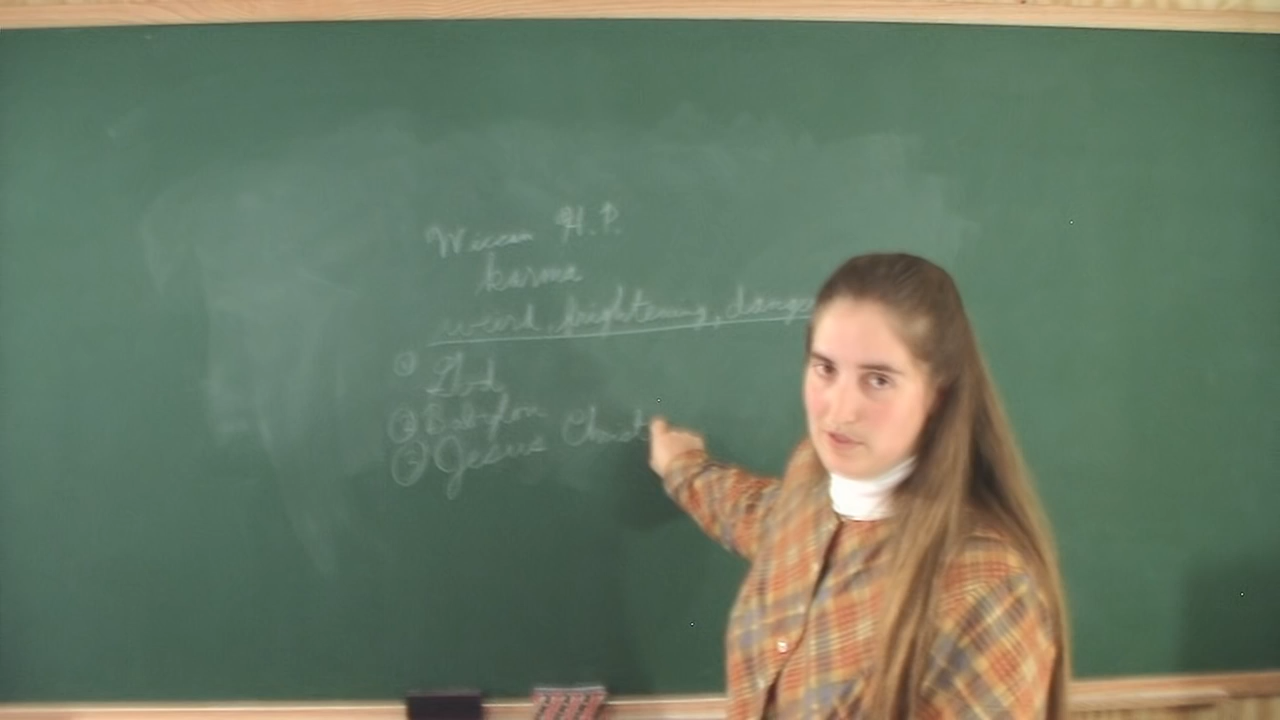 Wiccan H.P.
karma
weird, frightening, dange
① God
② Babylon
③ Jesus Christ